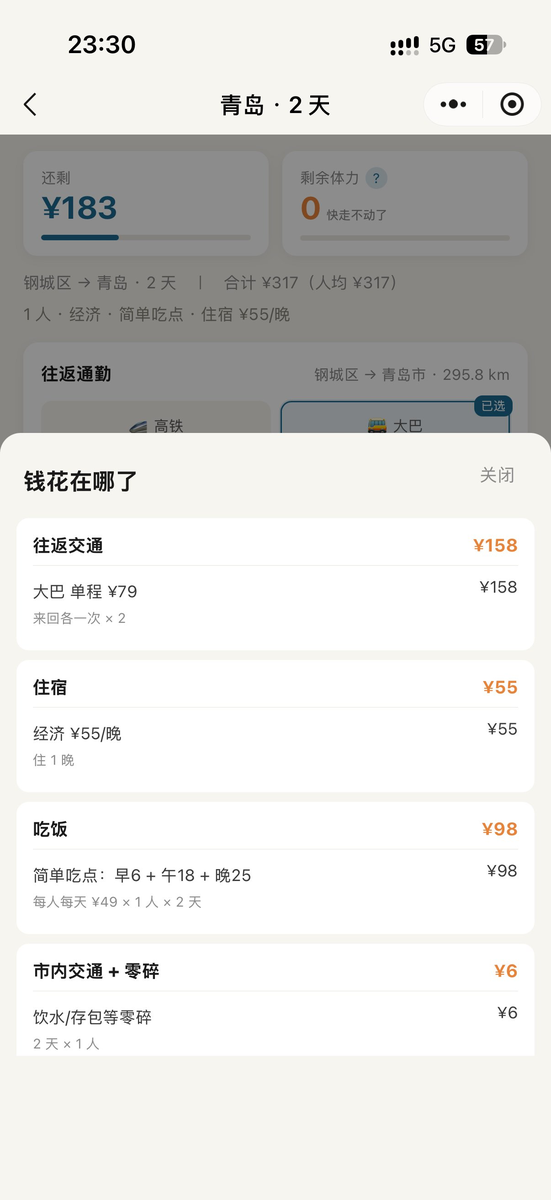 23:30
5G
57
青岛 · 2 天
还剩
剩余体力 ?
¥183
0 快走不动了
钢城区 → 青岛 · 2 天 | 合计 ¥317（人均 ¥317）
1 人 · 经济 · 简单吃点 · 住宿 ¥55/晚
往返通勤
钢城区 → 青岛市 · 295.8 km
已选
高铁
大巴
钱花在哪了
关闭
往返交通
¥158
大巴 单程 ¥79
¥158
来回各一次 × 2
住宿
¥55
经济 ¥55/晚
¥55
住 1 晚
吃饭
¥98
简单吃点：早6 + 午18 + 晚25
¥98
每人每天 ¥49 × 1 人 × 2 天
市内交通 + 零碎
¥6
饮水/存包等零碎
¥6
2 天 × 1 人